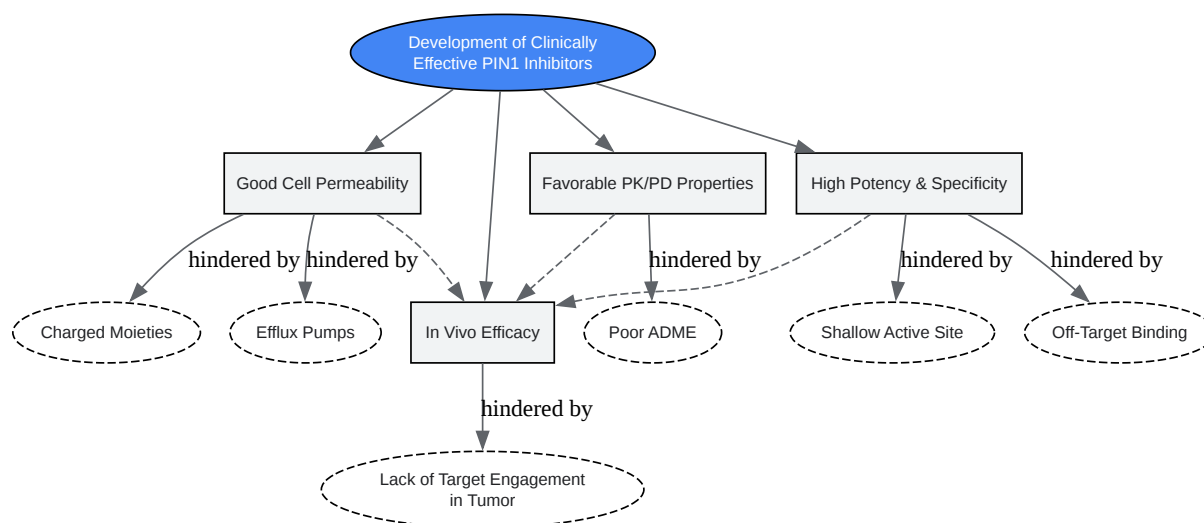 Development of Clinically
Effective PIN1 Inhibitors
Good Cell Permeability
Favorable PK/PD Properties
High Potency & Specificity
hindered by
hindered by
hindered by
hindered by
hindered by
Charged Moieties
Efflux Pumps
In Vivo Efficacy
Poor ADME
Shallow Active Site
Off-Target Binding
hindered by
Lack of Target Engagement
in Tumor